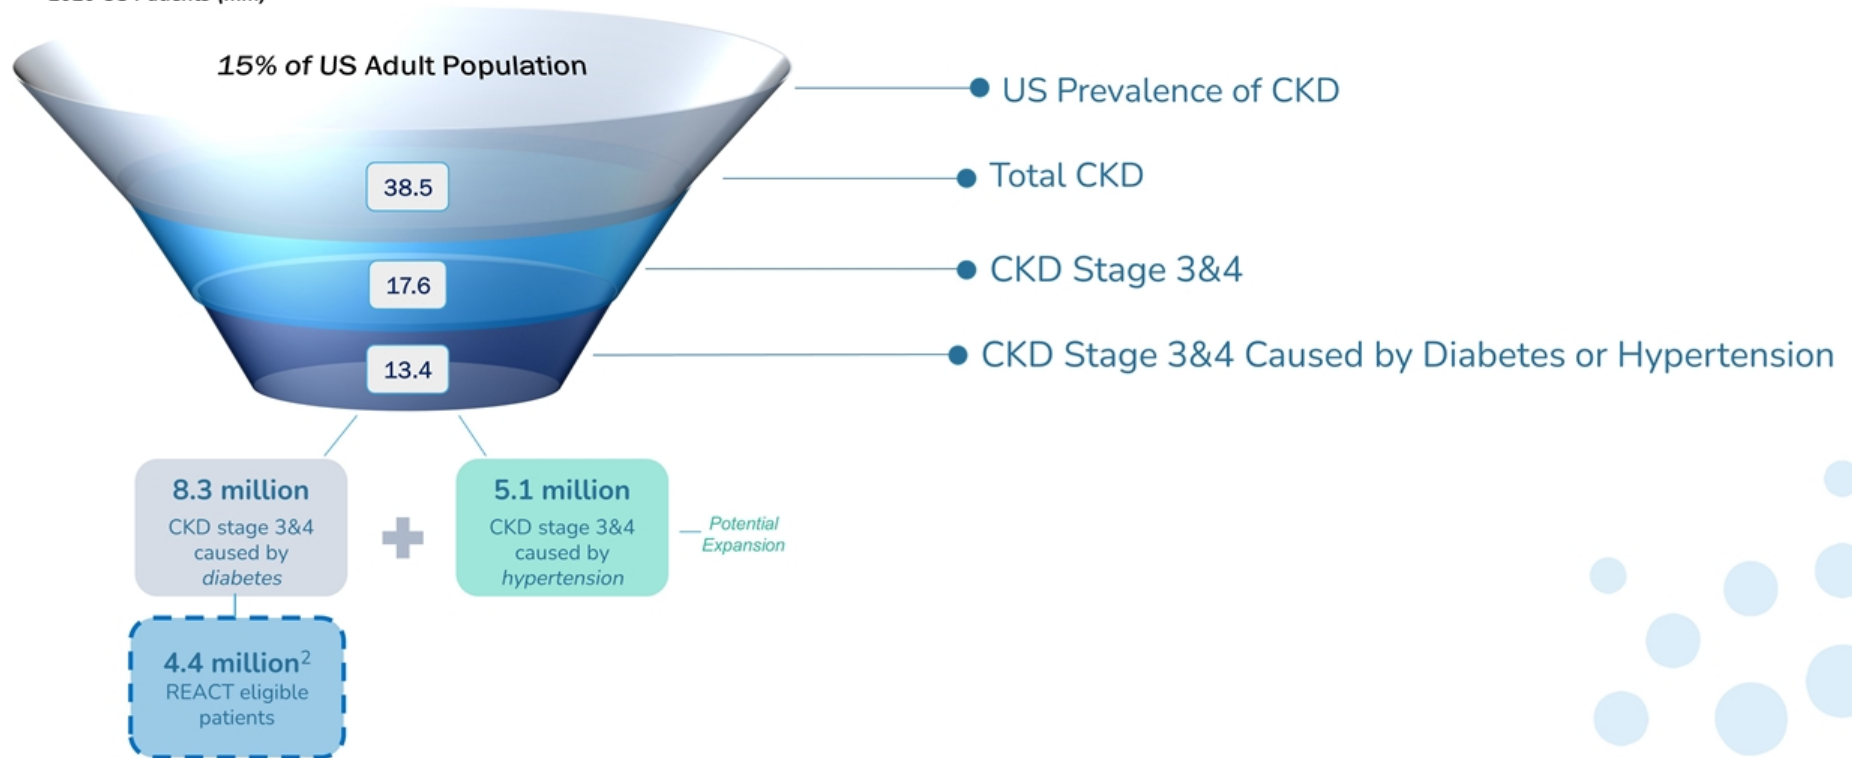 15% of US Adult Population
US Prevalence of CKD
38.5
Total CKD
17.6
CKD Stage 3&4
13.4
CKD Stage 3&4 Caused by Diabetes or Hypertension
8.3 million
CKD stage 3&4
caused by
diabetes
5.1 million
CKD stage 3&4
caused by
hypertension
Potential
Expansion
4.4 million²
REACT eligible
patients